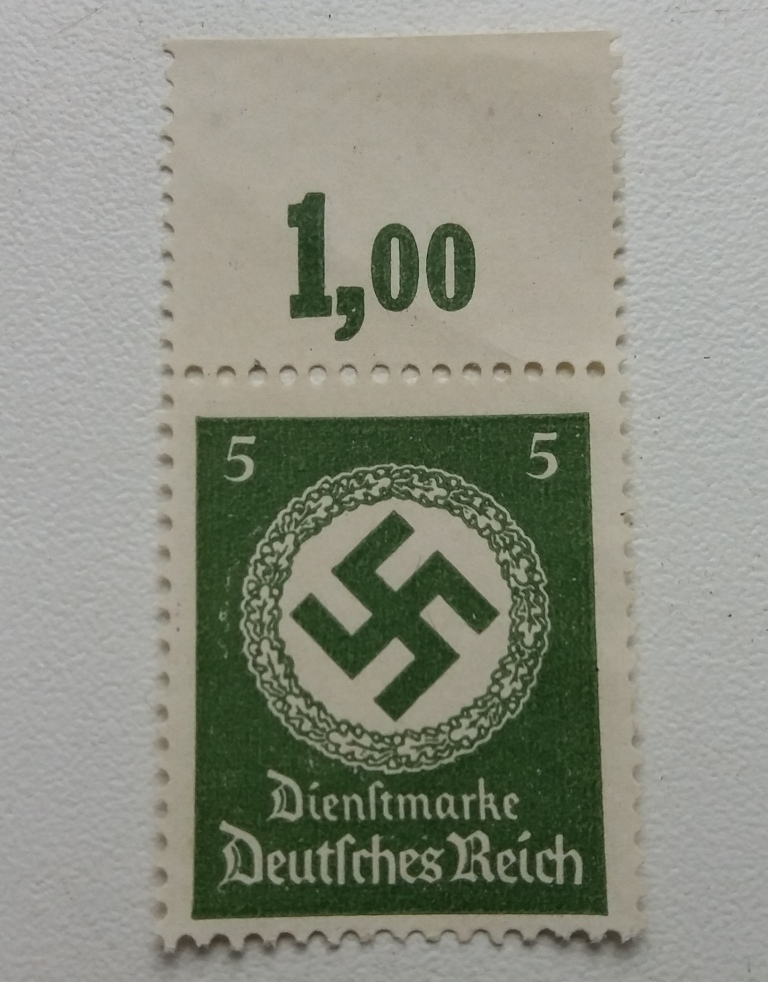 1,00
5 5
Dienſtmarke
Deutſches Reich